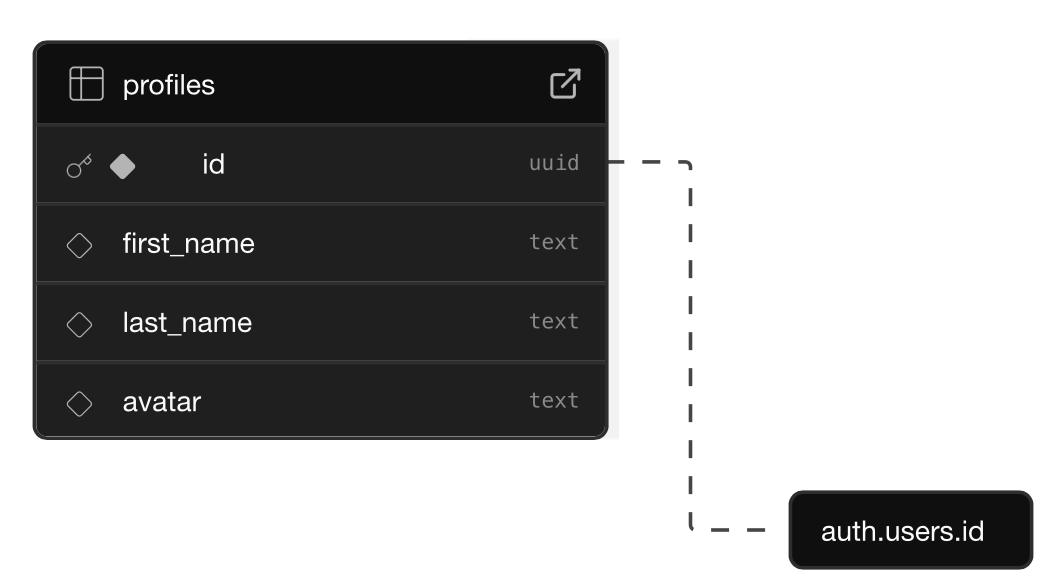 profiles
id uuid
first_name text
last_name text
avatar text
auth.users.id